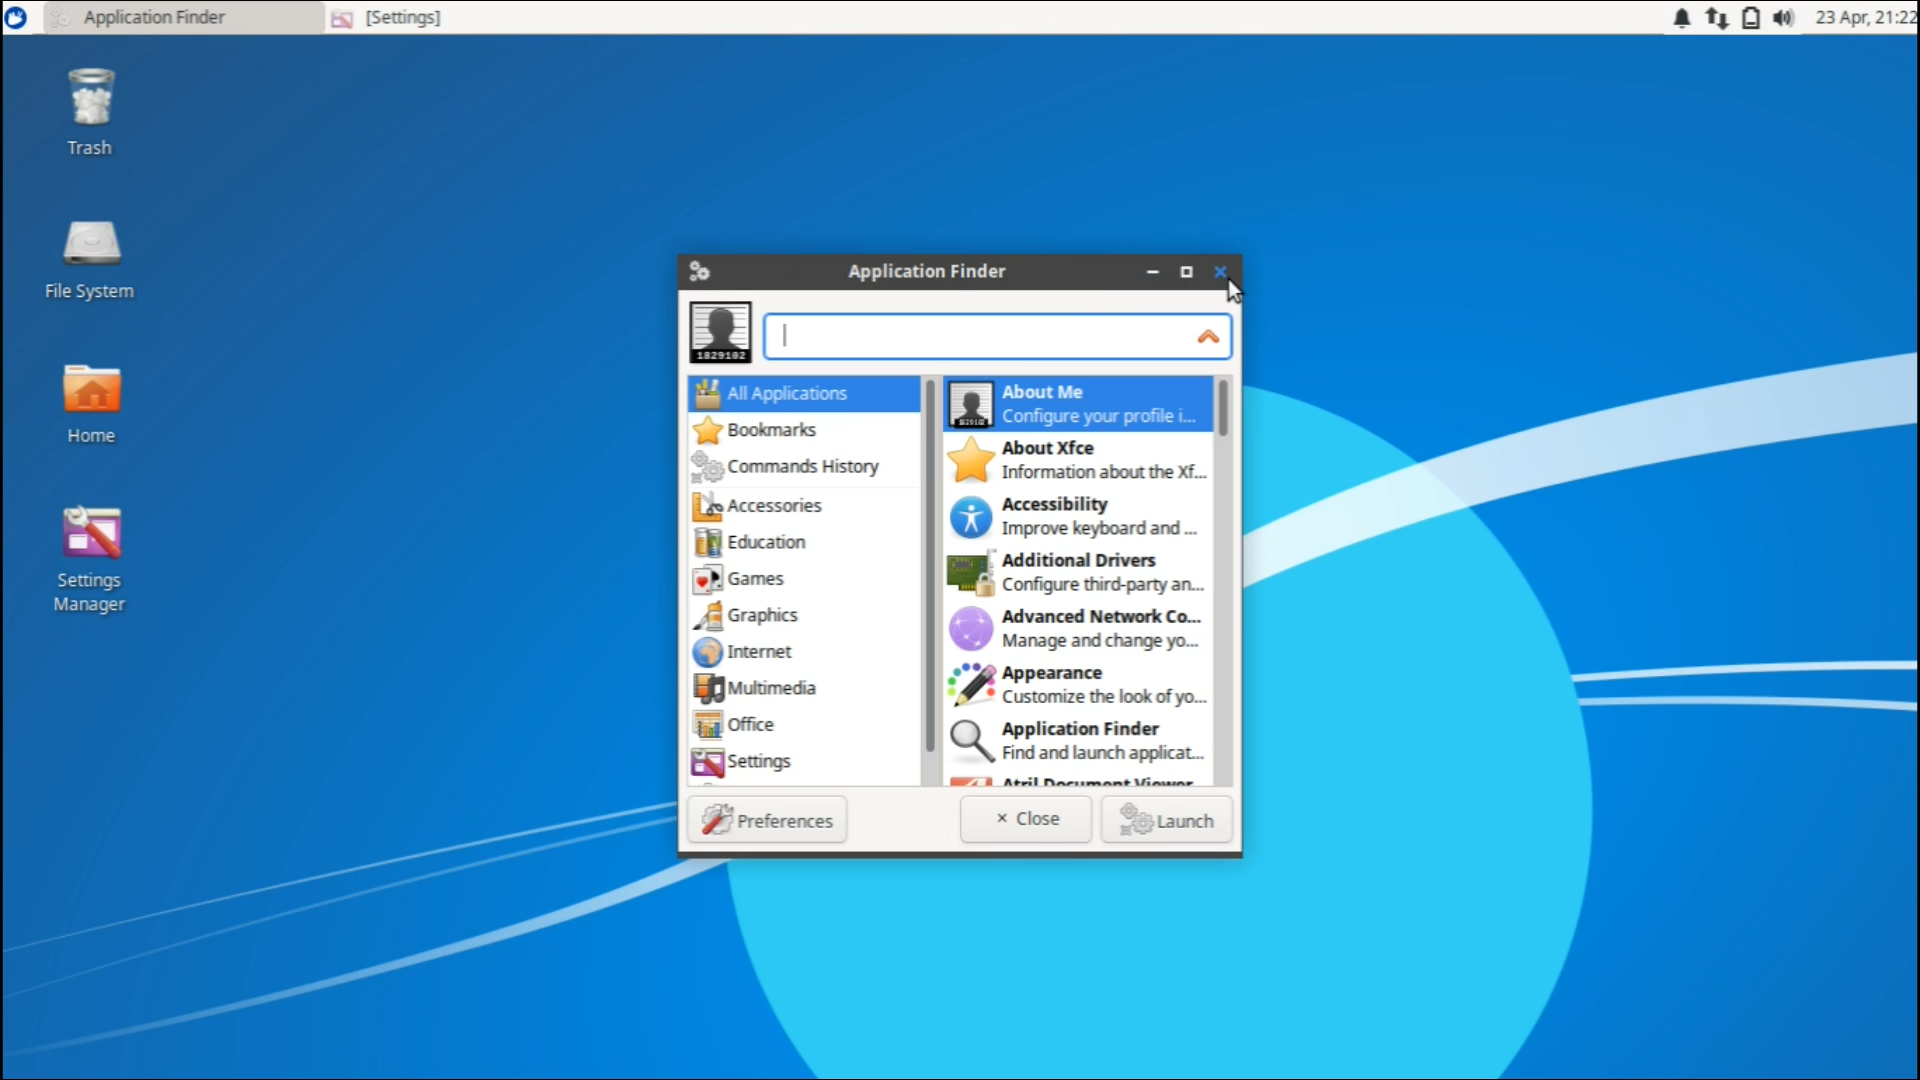 Application Finder
[Settings]
23 Apr, 21:22
Trash
File System
Home
Settings
Manager
Application Finder
1829102
All Applications
Bookmarks
Commands History
Accessories
Education
Games
Graphics
Internet
Multimedia
Office
Settings
About Me
Configure your profile i...
About Xfce
Information about the Xf...
Accessibility
Improve keyboard and ...
Additional Drivers
Configure third-party an...
Advanced Network Co...
Manage and change yo...
Appearance
Customize the look of yo...
Application Finder
Find and launch applicat...
Atril Document Viewer
Preferences
× Close
Launch